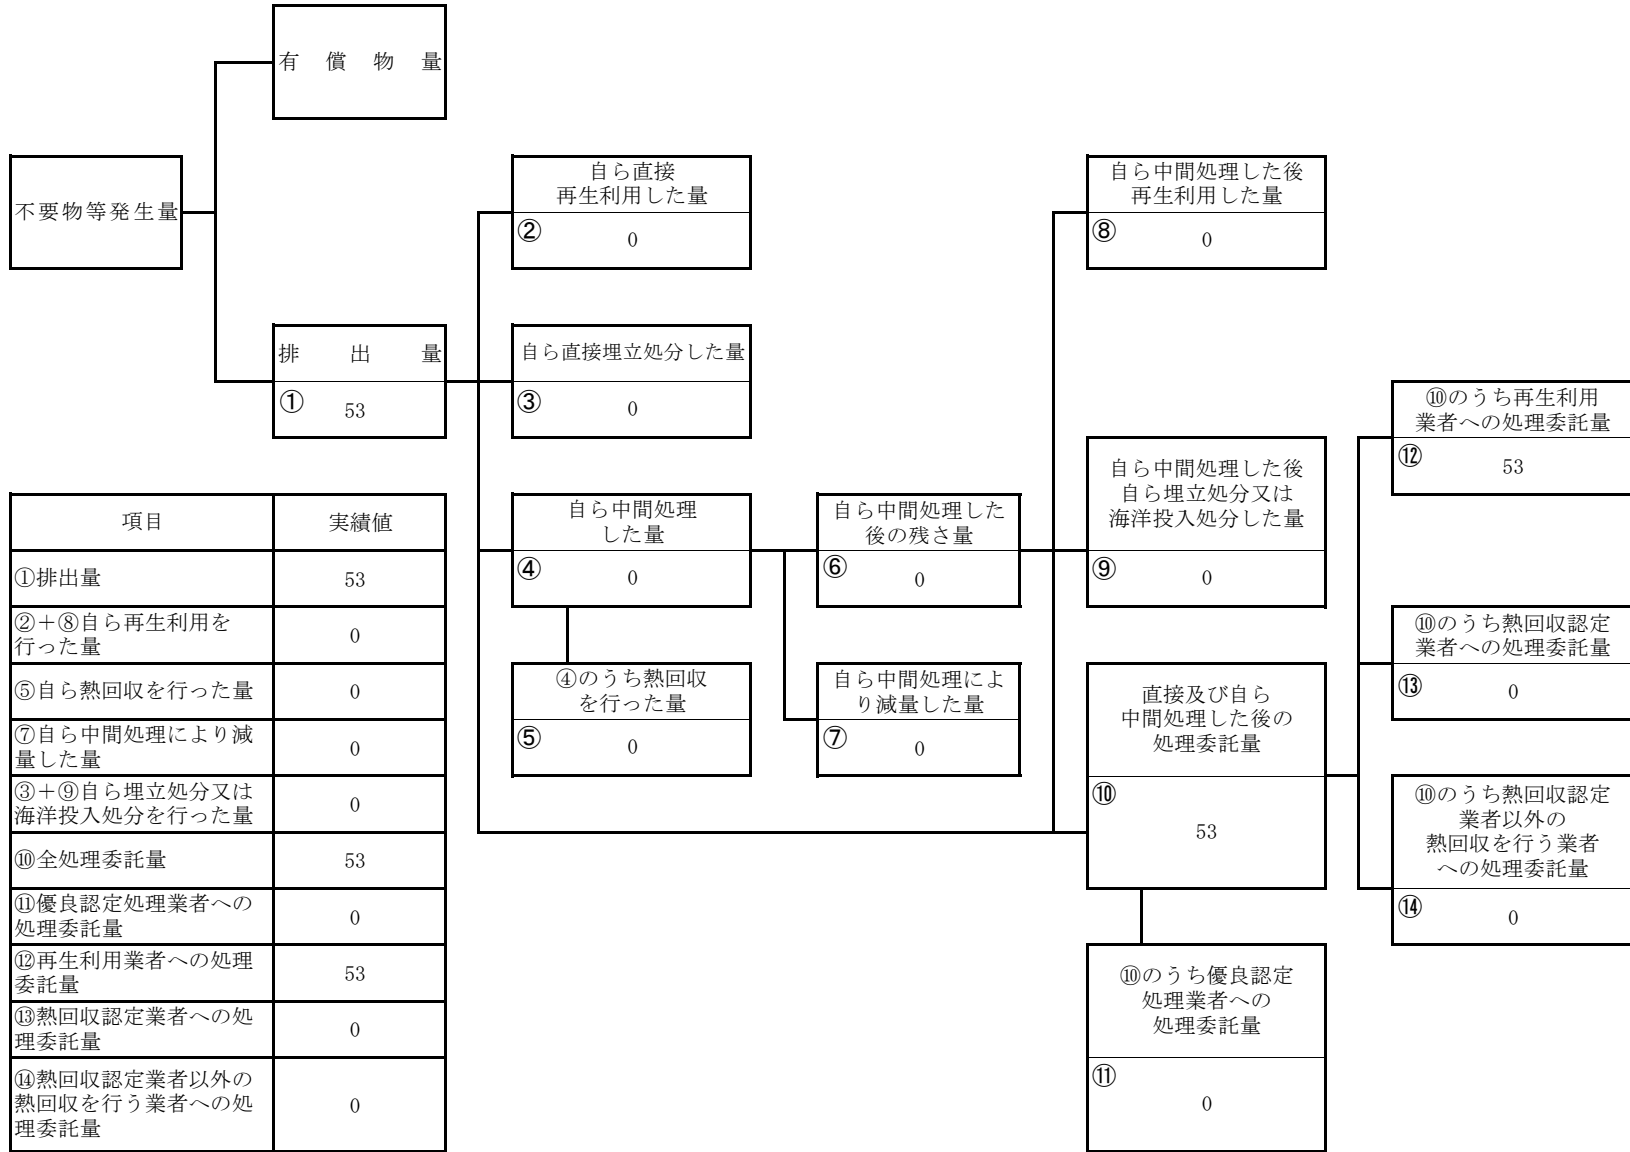 有償物量
不要物等発生量
排出量
① 53
自ら直接
再生利用した量
② 0
自ら直接埋立処分した量
③ 0
自ら中間処理
した量
④ 0
④のうち熱回収
を行った量
⑤ 0
自ら中間処理した
後の残さ量
⑥ 0
自ら中間処理によ
り減量した量
⑦ 0
自ら中間処理した後
再生利用した量
⑧ 0
自ら中間処理した後
自ら埋立処分又は
海洋投入処分した量
⑨ 0
直接及び自ら
中間処理した後の
処理委託量
⑩
53
⑩のうち優良認定
処理業者への
処理委託量
⑪
0
⑩のうち再生利用
業者への処理委託量
⑫ 53
⑩のうち熱回収認定
業者への処理委託量
⑬ 0
⑩のうち熱回収認定
業者以外の
熱回収を行う業者
への処理委託量
⑭ 0
項目 実績値
①排出量 53
②＋⑧自ら再生利用を
行った量 0
⑤自ら熱回収を行った量 0
⑦自ら中間処理により減
量した量 0
③＋⑨自ら埋立処分又は
海洋投入処分を行った量 0
⑩全処理委託量 53
⑪優良認定処理業者への
処理委託量 0
⑫再生利用業者への処理
委託量 53
⑬熱回収認定業者への処
理委託量 0
⑭熱回収認定業者以外の
熱回収を行う業者への処
理委託量 0